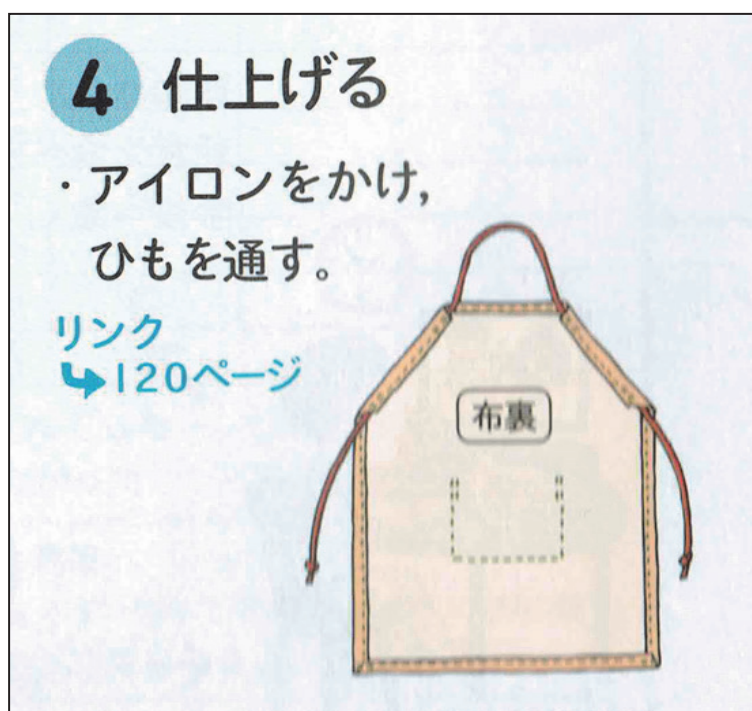 4 仕上げる
・アイロンをかけ，
ひもを通す。
リンク
↳120ページ
布裏